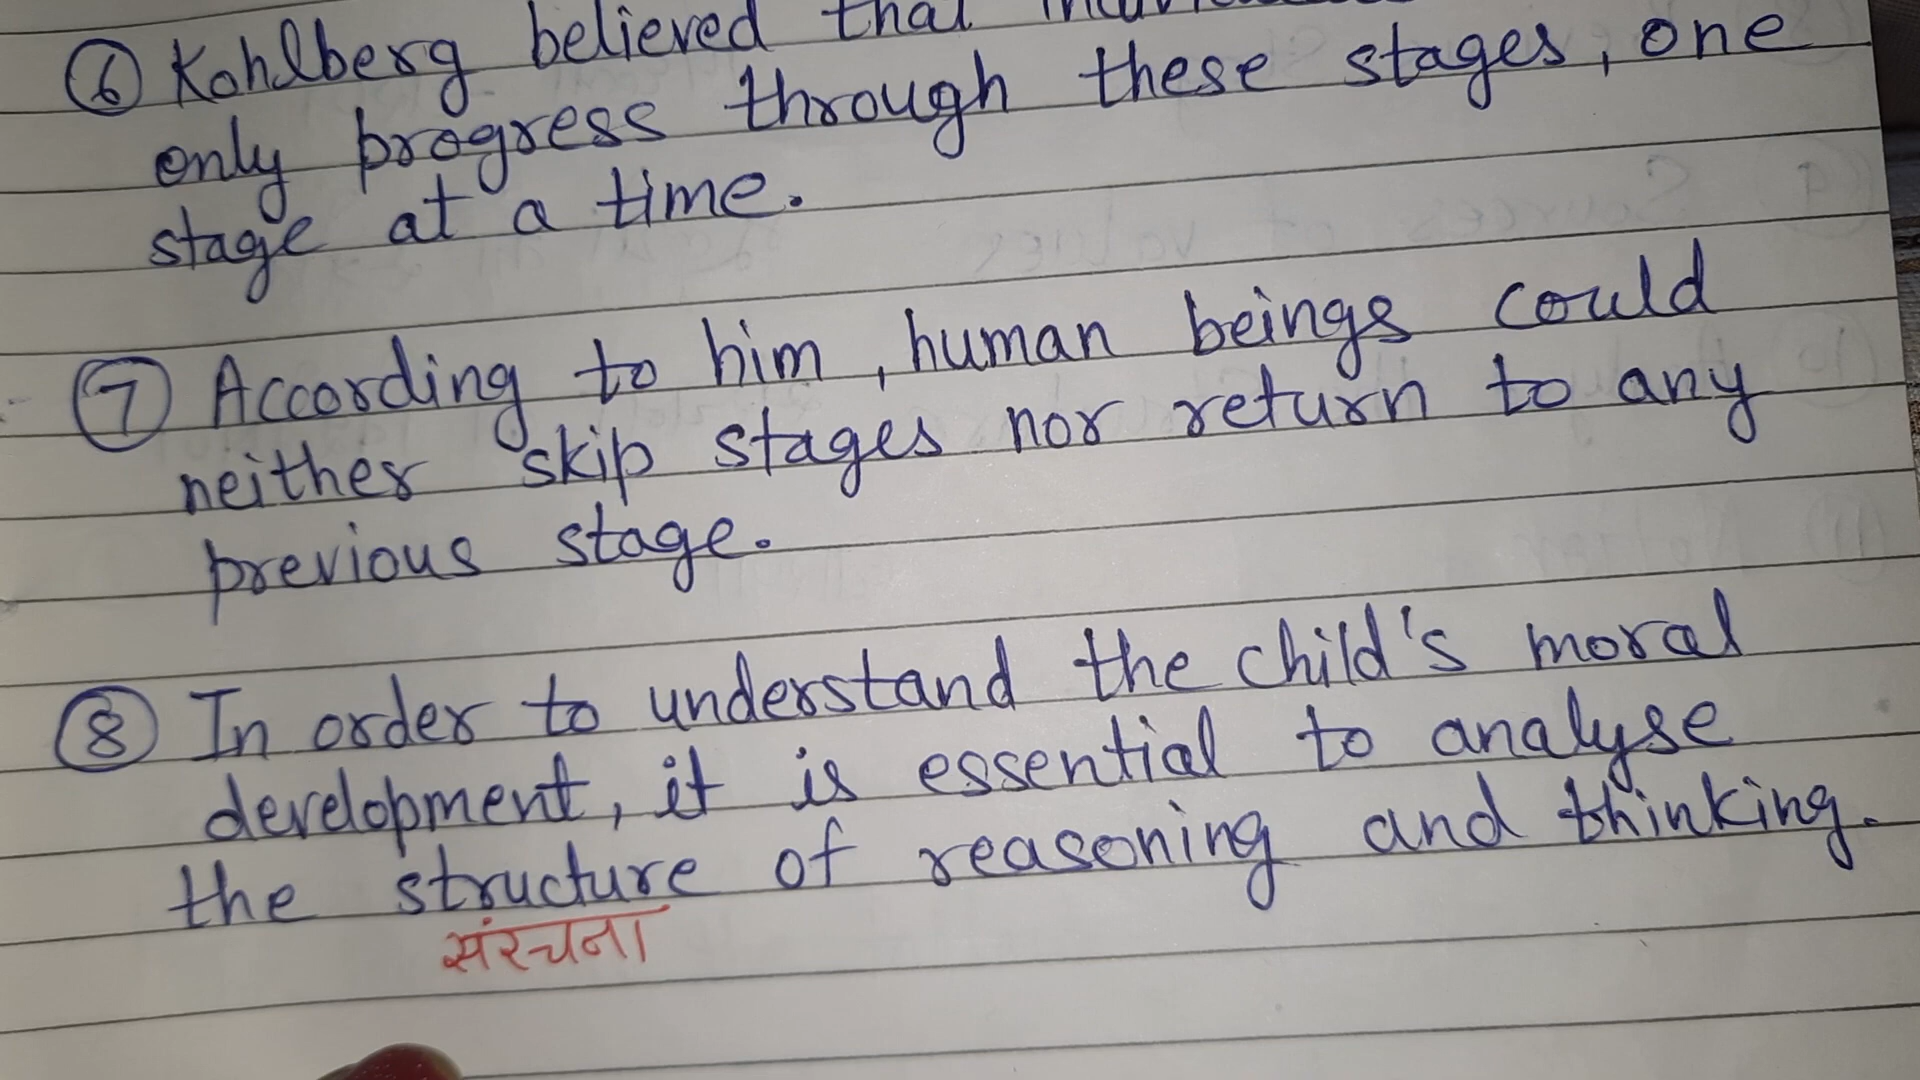 ⑥ Kohlberg believed that
only progress through these stages, one
stage at a time.
⑦ According to him, human beings could
neither skip stages nor return to any
previous stage.
⑧ In order to understand the child's moral
development, it is essential to analyse
the structure of reasoning and thinking.
संरचना